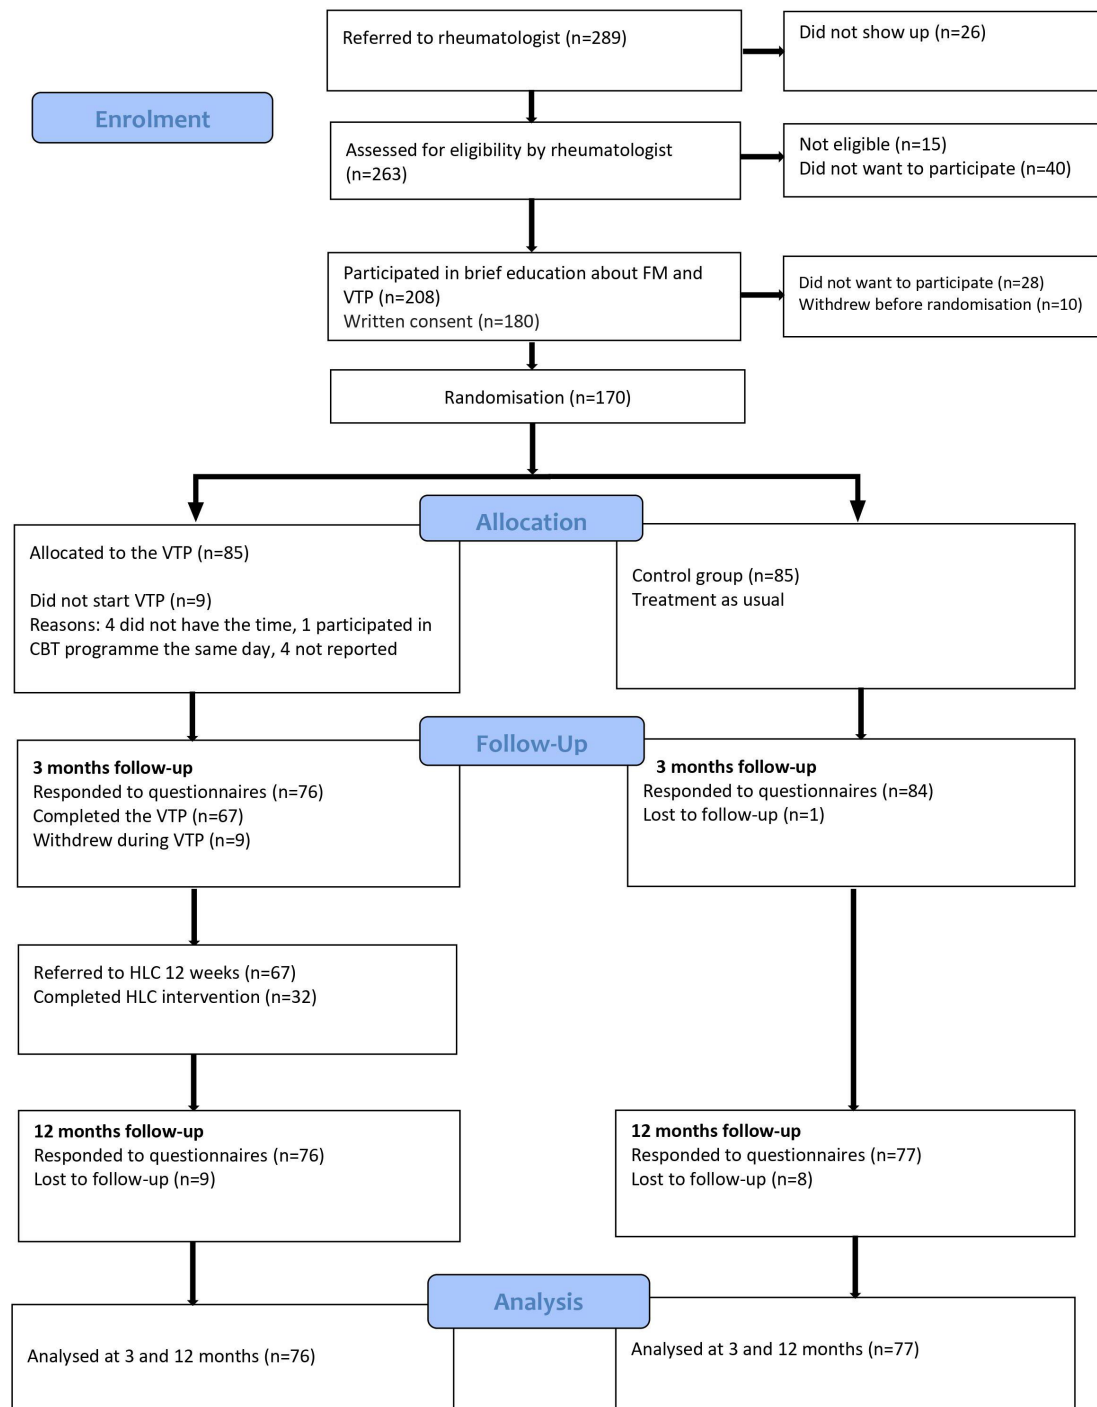 Referred to rheumatologist (n=289)
Did not show up (n=26)
Enrolment
Assessed for eligibility by rheumatologist
(n=263)
Not eligible (n=15)
Did not want to participate (n=40)
Participated in brief education about FM and
VTP (n=208)
Written consent (n=180)
Did not want to participate (n=28)
Withdrew before randomisation (n=10)
Randomisation (n=170)
Allocation
Allocated to the VTP (n=85)
Did not start VTP (n=9)
Reasons: 4 did not have the time, 1 participated in
CBT programme the same day, 4 not reported
Control group (n=85)
Treatment as usual
Follow-Up
3 months follow-up
Responded to questionnaires (n=76)
Completed the VTP (n=67)
Withdrew during VTP (n=9)
3 months follow-up
Responded to questionnaires (n=84)
Lost to follow-up (n=1)
Referred to HLC 12 weeks (n=67)
Completed HLC intervention (n=32)
12 months follow-up
Responded to questionnaires (n=76)
Lost to follow-up (n=9)
12 months follow-up
Responded to questionnaires (n=77)
Lost to follow-up (n=8)
Analysis
Analysed at 3 and 12 months (n=76)
Analysed at 3 and 12 months (n=77)